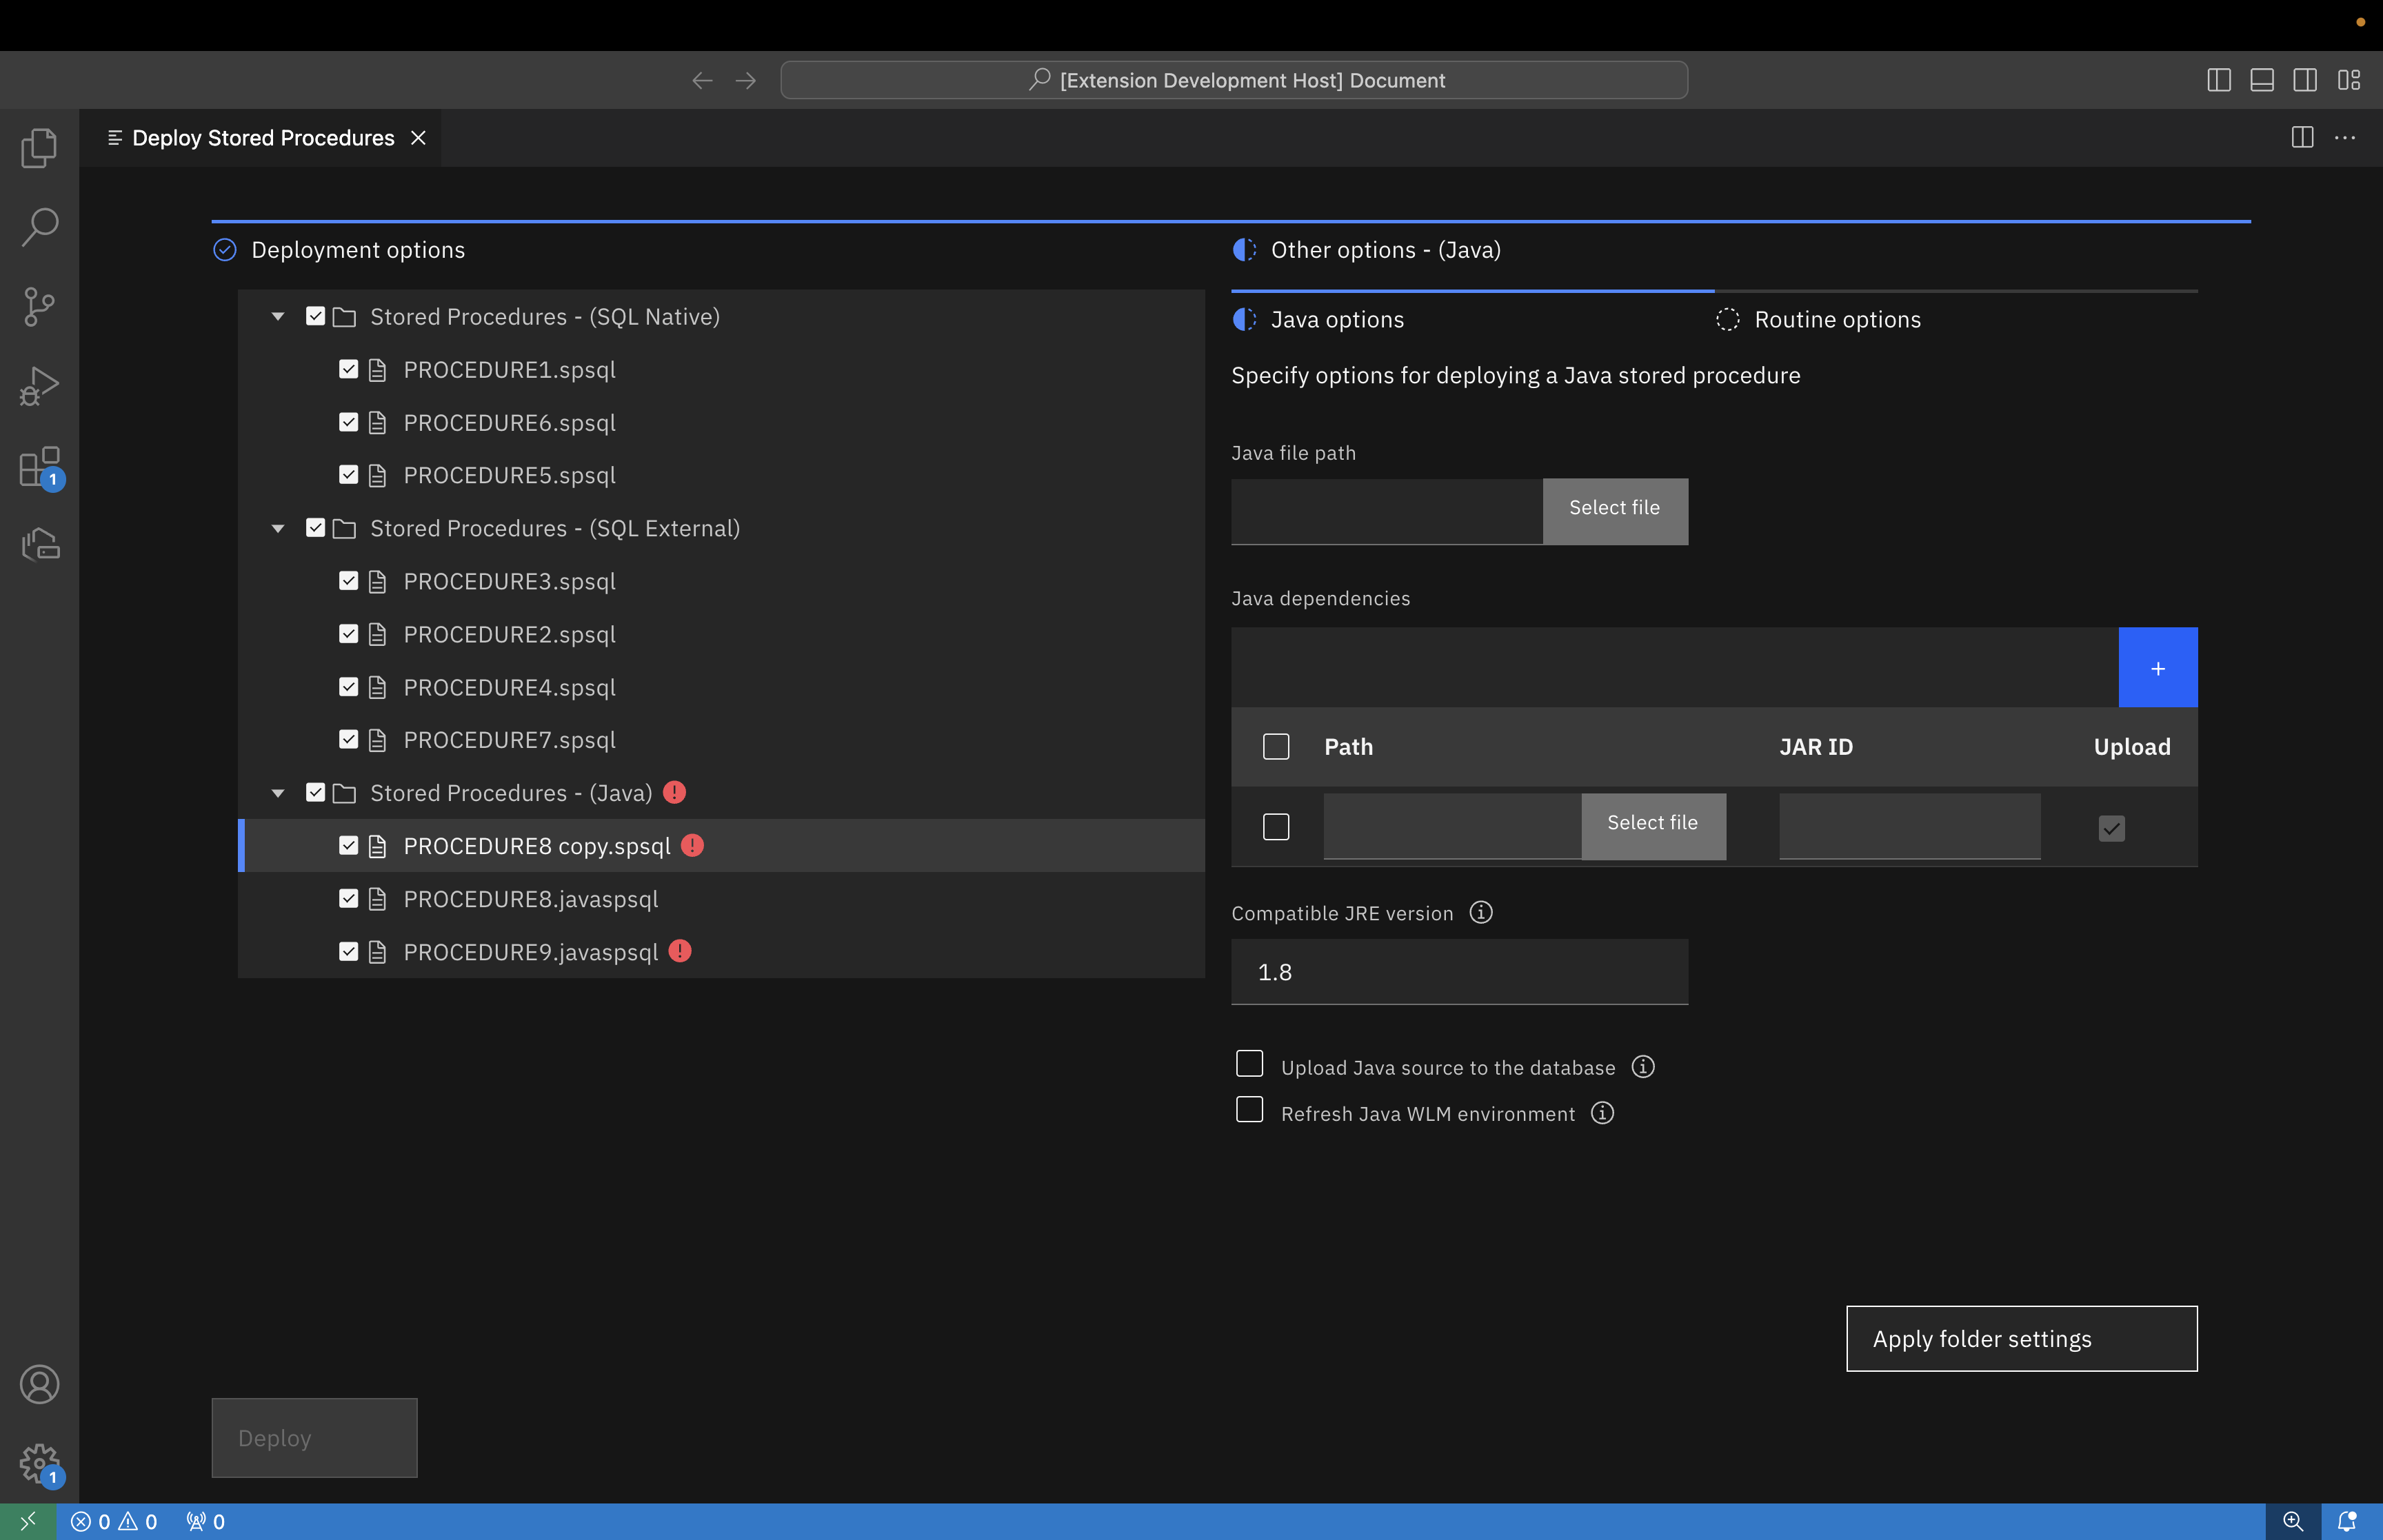 [Extension Development Host] Document
Deploy Stored Procedures
Deployment options
Stored Procedures - (SQL Native)
PROCEDURE1.spsql
PROCEDURE6.spsql
PROCEDURE5.spsql
Stored Procedures - (SQL External)
PROCEDURE3.spsql
PROCEDURE2.spsql
PROCEDURE4.spsql
PROCEDURE7.spsql
Stored Procedures - (Java)
PROCEDURE8 copy.spsql
PROCEDURE8.javaspsql
PROCEDURE9.javaspsql
Other options - (Java)
Java options Routine options
Specify options for deploying a Java stored procedure
Java file path
Select file
Java dependencies
+
Path JAR ID Upload
Select file
Compatible JRE version
1.8
Upload Java source to the database
Refresh Java WLM environment
Apply folder settings
Deploy
1
1
0 0 0